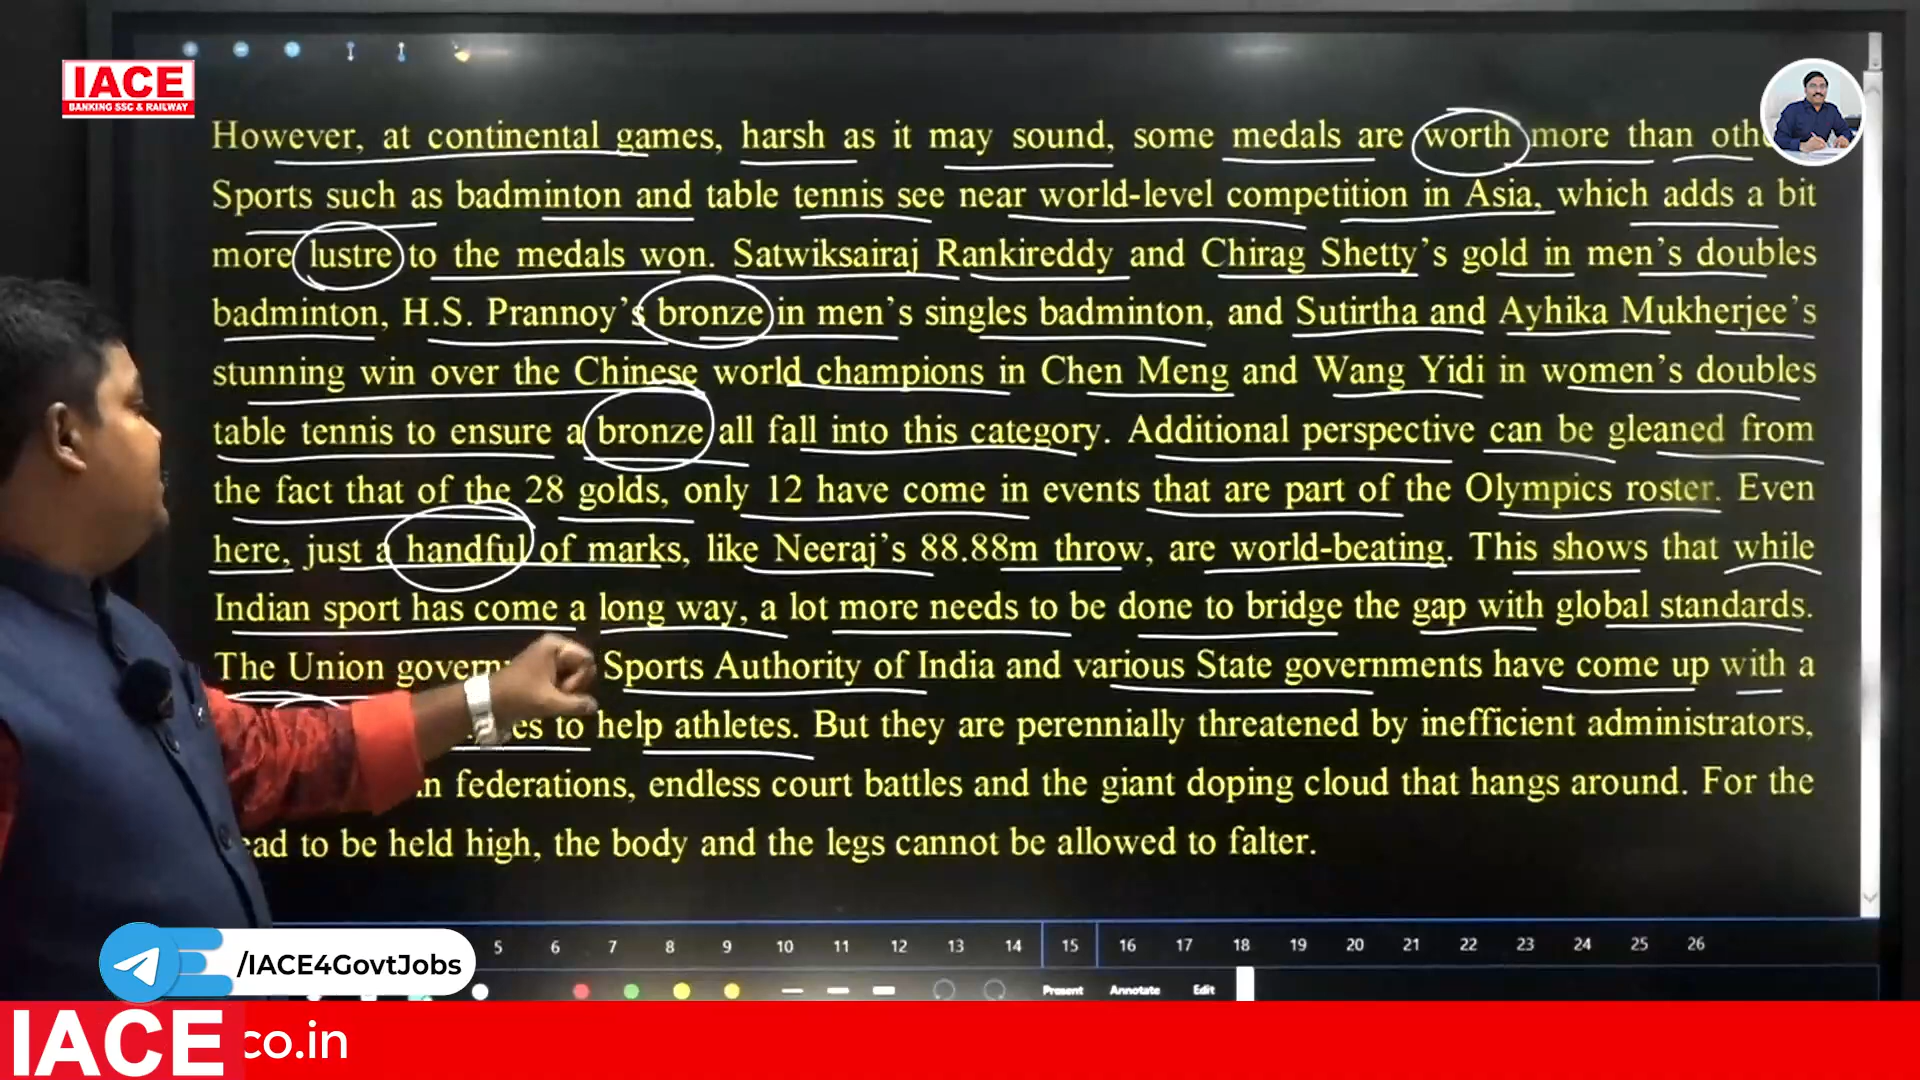 IACE
BANKING SSC & RAILWAY
However, at continental games, harsh as it may sound, some medals are worth more than
Sports such as badminton and table tennis see near world-level competition in Asia, which adds a bit
more lustre to the medals won. Satwiksairaj Rankireddy and Chirag Shetty's gold in men's doubles
badminton, H.S. Prannoy's bronze in men's singles badminton, and Sutirtha and Ayhika Mukherjee's
stunning win over the Chinese world champions in Chen Meng and Wang Yidi in women's doubles
table tennis to ensure a bronze all fall into this category. Additional perspective can be gleaned from
the fact that of the 28 golds, only 12 have come in events that are part of the Olympics roster. Even
here, just a handful of marks, like Neeraj's 88.88m throw, are world-beating. This shows that while
Indian sport has come a long way, a lot more needs to be done to bridge the gap with global standards.
The Union Sports Authority of India and various State governments have come up with a
to help athletes. But they are perennially threatened by inefficient administrators,
federations, endless court battles and the giant doping cloud that hangs around. For the
to be held high, the body and the legs cannot be allowed to falter.
5 6 7 8 9 10 11 12 13 14 15 16 17 18 19 20 21 22 23 24 25 26
/IACE4GovtJobs
Present Annotate Edit
IACE co.in